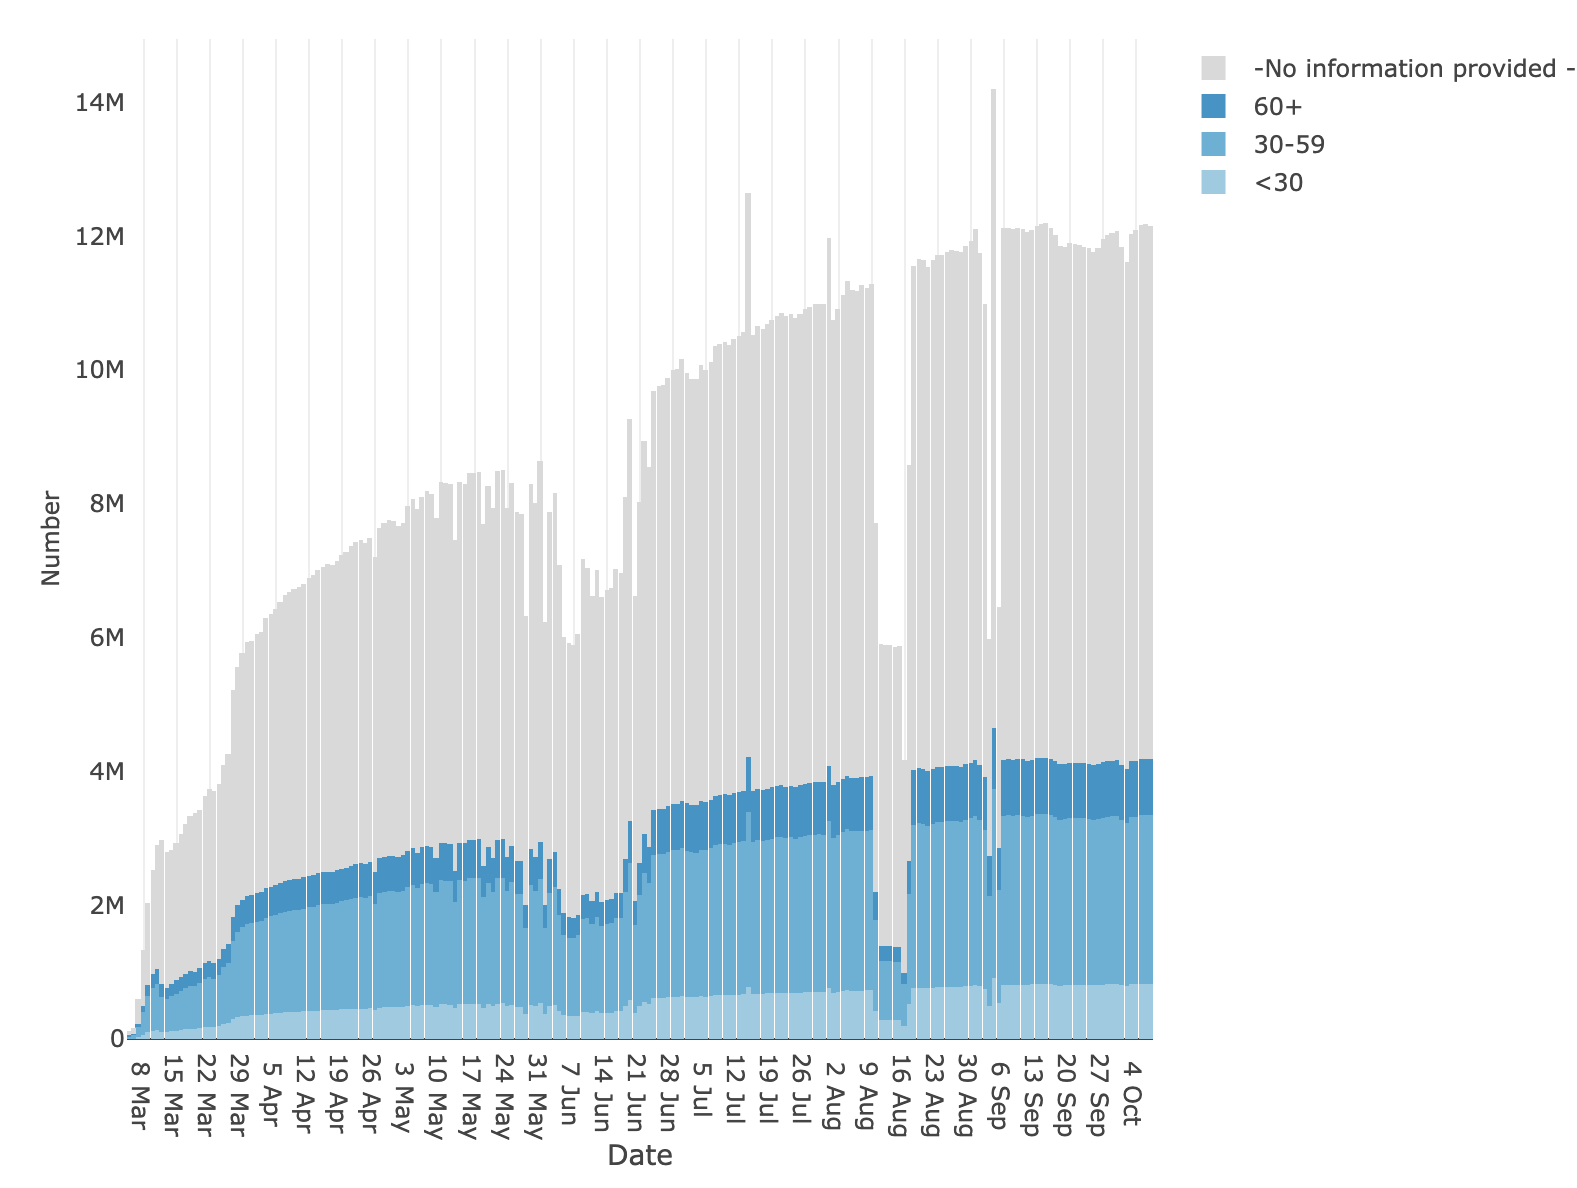 -No information provided -
60+
30-59
<30
14M
12M
10M
8M
6M
4M
2M
0
Number
8 Mar
15 Mar
22 Mar
29 Mar
5 Apr
12 Apr
19 Apr
26 Apr
3 May
10 May
17 May
24 May
31 May
7 Jun
14 Jun
21 Jun
28 Jun
5 Jul
12 Jul
19 Jul
26 Jul
2 Aug
9 Aug
16 Aug
23 Aug
30 Aug
6 Sep
13 Sep
20 Sep
27 Sep
4 Oct
Date